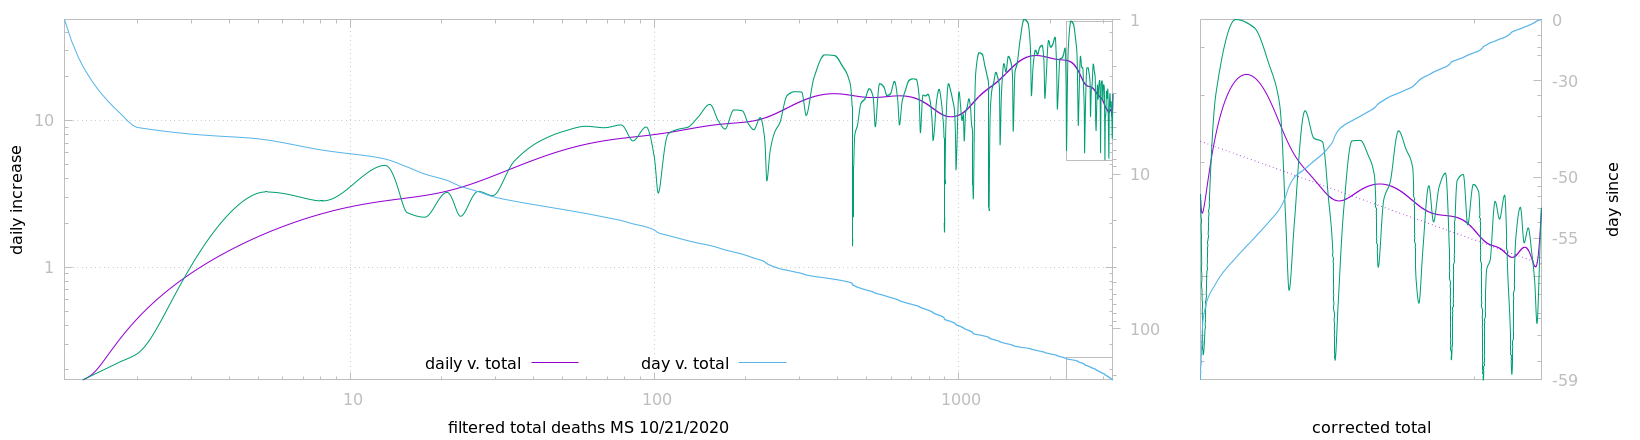 1
0
-30
10
10
-50
daily increase
day since
-55
1
100
daily v. total
day v. total
-59
10
100
1000
filtered total deaths MS 10/21/2020
corrected total